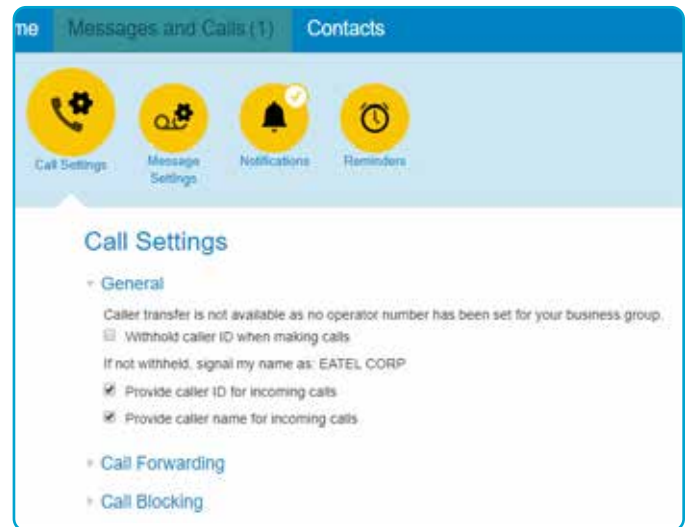 me Messages and Calls (1) Contacts
Call Settings
Message Settings
Notifications
Reminders
Call Settings
General
Caller transfer is not available as no operator number has been set for your business group.
Withhold caller ID when making calls
If not withheld, signal my name as: EATEL CORP
Provide caller ID for incoming calls
Provide caller name for incoming calls
Call Forwarding
Call Blocking